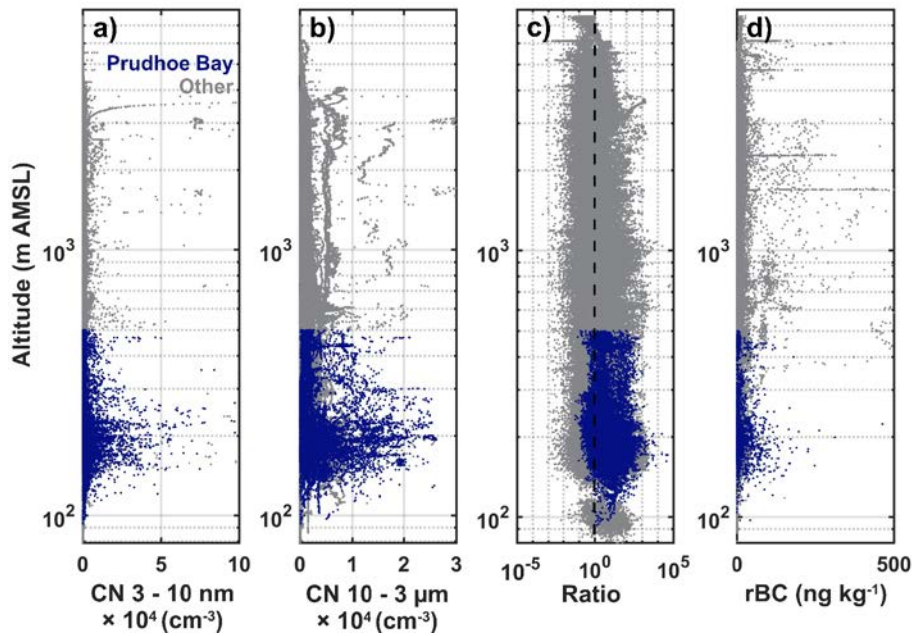 a) b) c) d)
Prudhoe Bay
Other
Altitude (m AMSL)
10³ 10³ 10³ 10³
10² 10² 10² 10²
0 5 10 0 1 2 3 10⁻⁵ 10⁰ 10⁵ 0 500
CN 3 - 10 nm CN 10 - 3 µm Ratio rBC (ng kg⁻¹)
× 10⁴ (cm⁻³) × 10⁴ (cm⁻³)